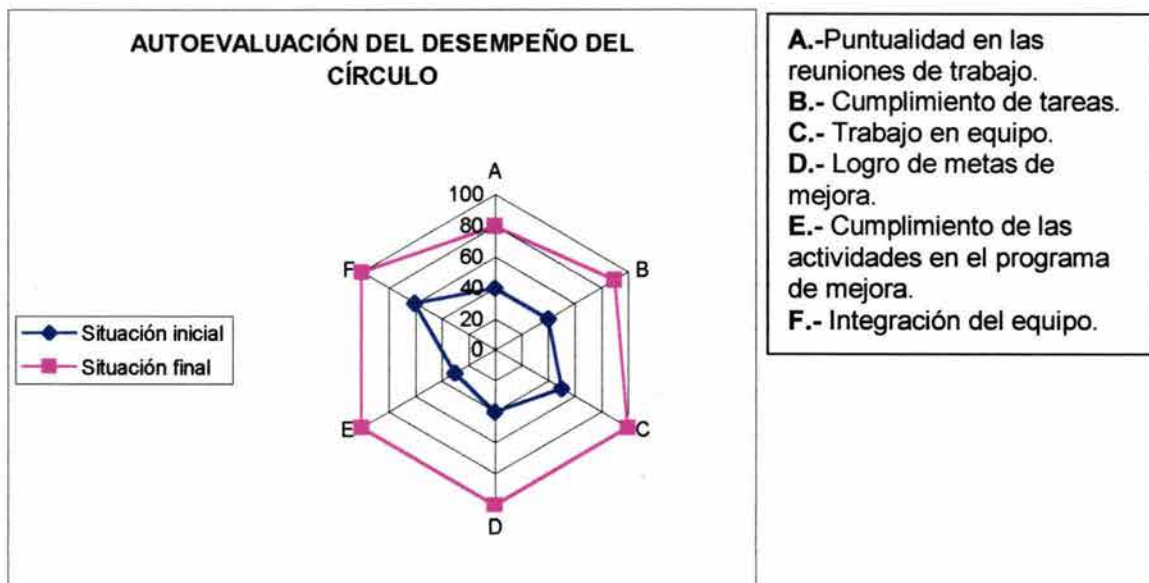 AUTOEVALUACIÓN DEL DESEMPEÑO DEL
CÍRCULO
A
100
80
60
40
20
0
B
C
D
E
F
Situación inicial
Situación final
A.-Puntualidad en las
reuniones de trabajo.
B.- Cumplimiento de tareas.
C.- Trabajo en equipo.
D.- Logro de metas de
mejora.
E.- Cumplimiento de las
actividades en el programa
de mejora.
F.- Integración del equipo.